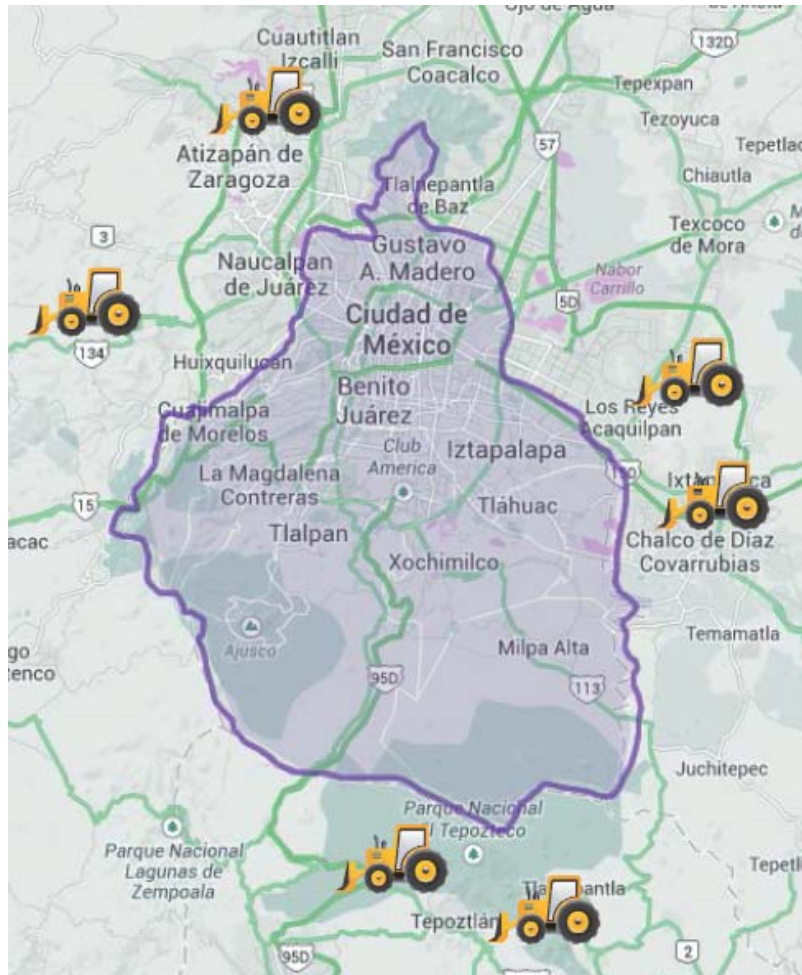 Ojo de Agua
Cuautitlan
Izcalli
San Francisco
Coacalco
132D
Tepexpan
Tezoyuca
57
Tepetlac
Atizapán de
Zaragoza
Chiautla
Tlalnepantla
de Baz
Texcoco
de Mora
3
Gustavo
A. Madero
Naucalpan
de Juárez
Nabor
Carrillo
5D
Ciudad de
México
134
Huixquilucan
Benito
Juárez
Cuajimalpa
de Morelos
Los Reyes
Acaquilpan
Club
America
Iztapalapa
La Magdalena
Contreras
15
Tláhuac
Tlalpan
acac
Chalco de Díaz
Covarrubias
Xochimilco
Temamatla
Ajusco
Milpa Alta
go
tenco
95D
113
Juchitepec
Parque Nacional
l Tepozteco
Parque Nacional
Lagunas de
Zempoala
Tepetl
Tepoztlán
95D
2